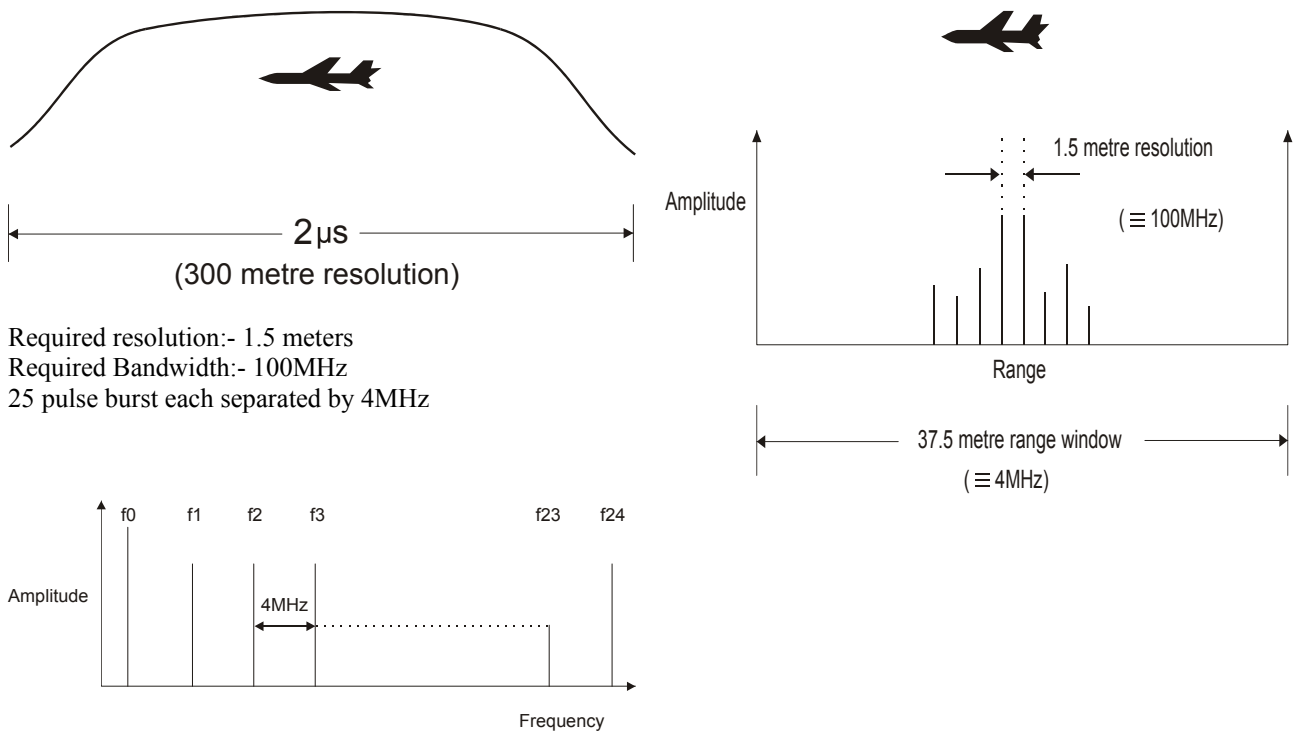 2µs
(300 metre resolution)
Required resolution:- 1.5 meters
Required Bandwidth:- 100MHz
25 pulse burst each separated by 4MHz
f0 f1 f2 f3 f23 f24
Amplitude
4MHz
Frequency
1.5 metre resolution
Amplitude
( ≡ 100MHz)
Range
37.5 metre range window
( ≡ 4MHz)